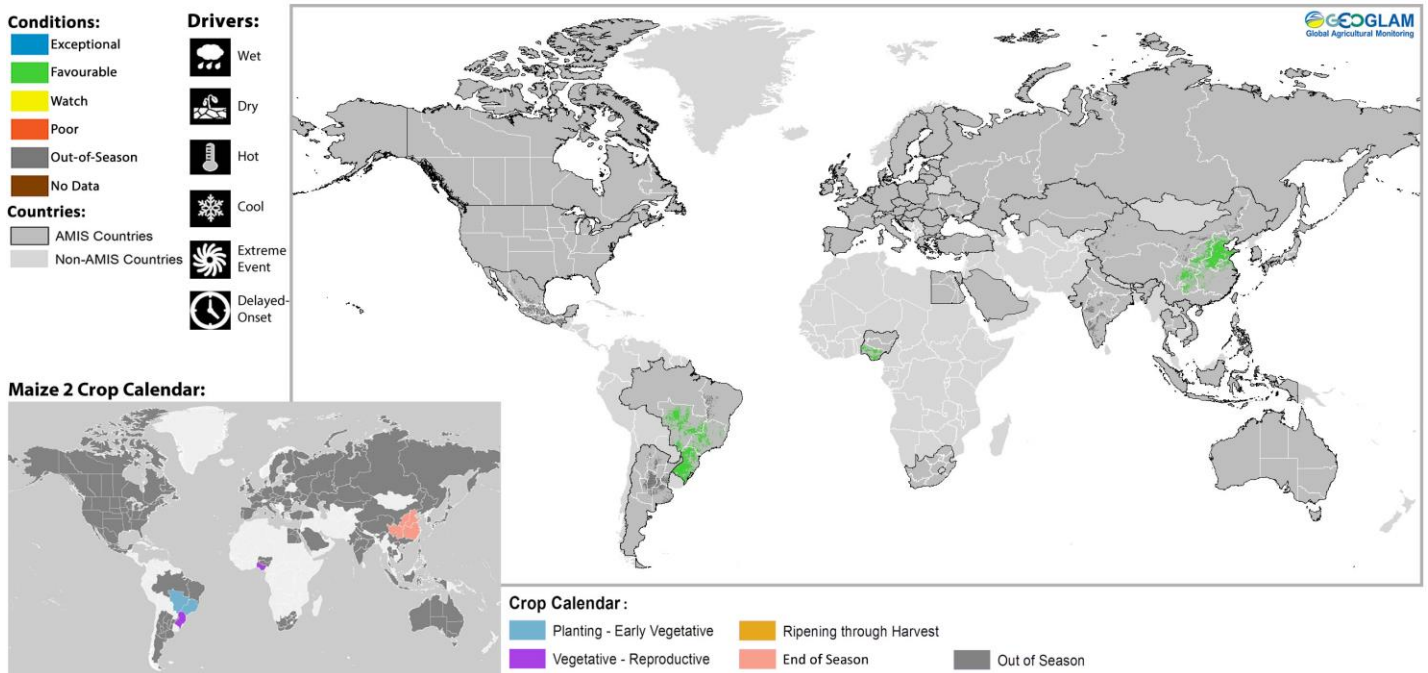 Conditions:
Exceptional
Favourable
Watch
Poor
Out-of-Season
No Data
Countries:
AMIS Countries
Non-AMIS Countries
Drivers:
Wet
Dry
Hot
Cool
Extreme
Event
Delayed-
Onset
GEOGLAM
Global Agricultural Monitoring
Maize 2 Crop Calendar:
Crop Calendar :
Planting - Early Vegetative
Ripening through Harvest
Vegetative - Reproductive
End of Season
Out of Season